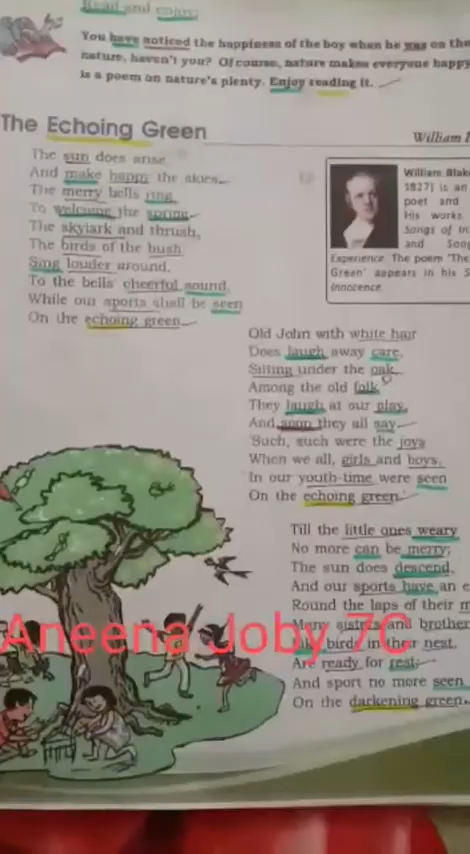 Read and enjoy:
You have noticed the happiness of the boy when he was on the
nature, haven't you? Of course, nature makes everyone happy
is a poem on nature's plenty. Enjoy reading it.
The Echoing Green
William
The sun does arise,
And make happy the skies.
The merry bells ring
To welcome the spring.
The skylark and thrush,
The birds of the bush,
Sing louder around,
To the bells' cheerful sound,
While our sports shall be seen
On the echoing green.
William Blak
1827) is an
poet and
His works
Songs of In
and Song
Experience. The poem 'The
Green' appears in his S
Innocence.
Old John with white hair
Does laugh away care,
Sitting under the oak,
Among the old folk.
They laugh at our play,
And soon they all say
'Such, such were the joys
When we all, girls and boys,
In our youth-time were seen
On the echoing green.'
Till the little ones weary
No more can be merry;
The sun does descend,
And our sports have an e
Round the laps of their m
Many sisters and brother
Like birds in their nest,
Are ready for rest;
And sport no more seen
On the darkening green.
Aneena Joby 7C